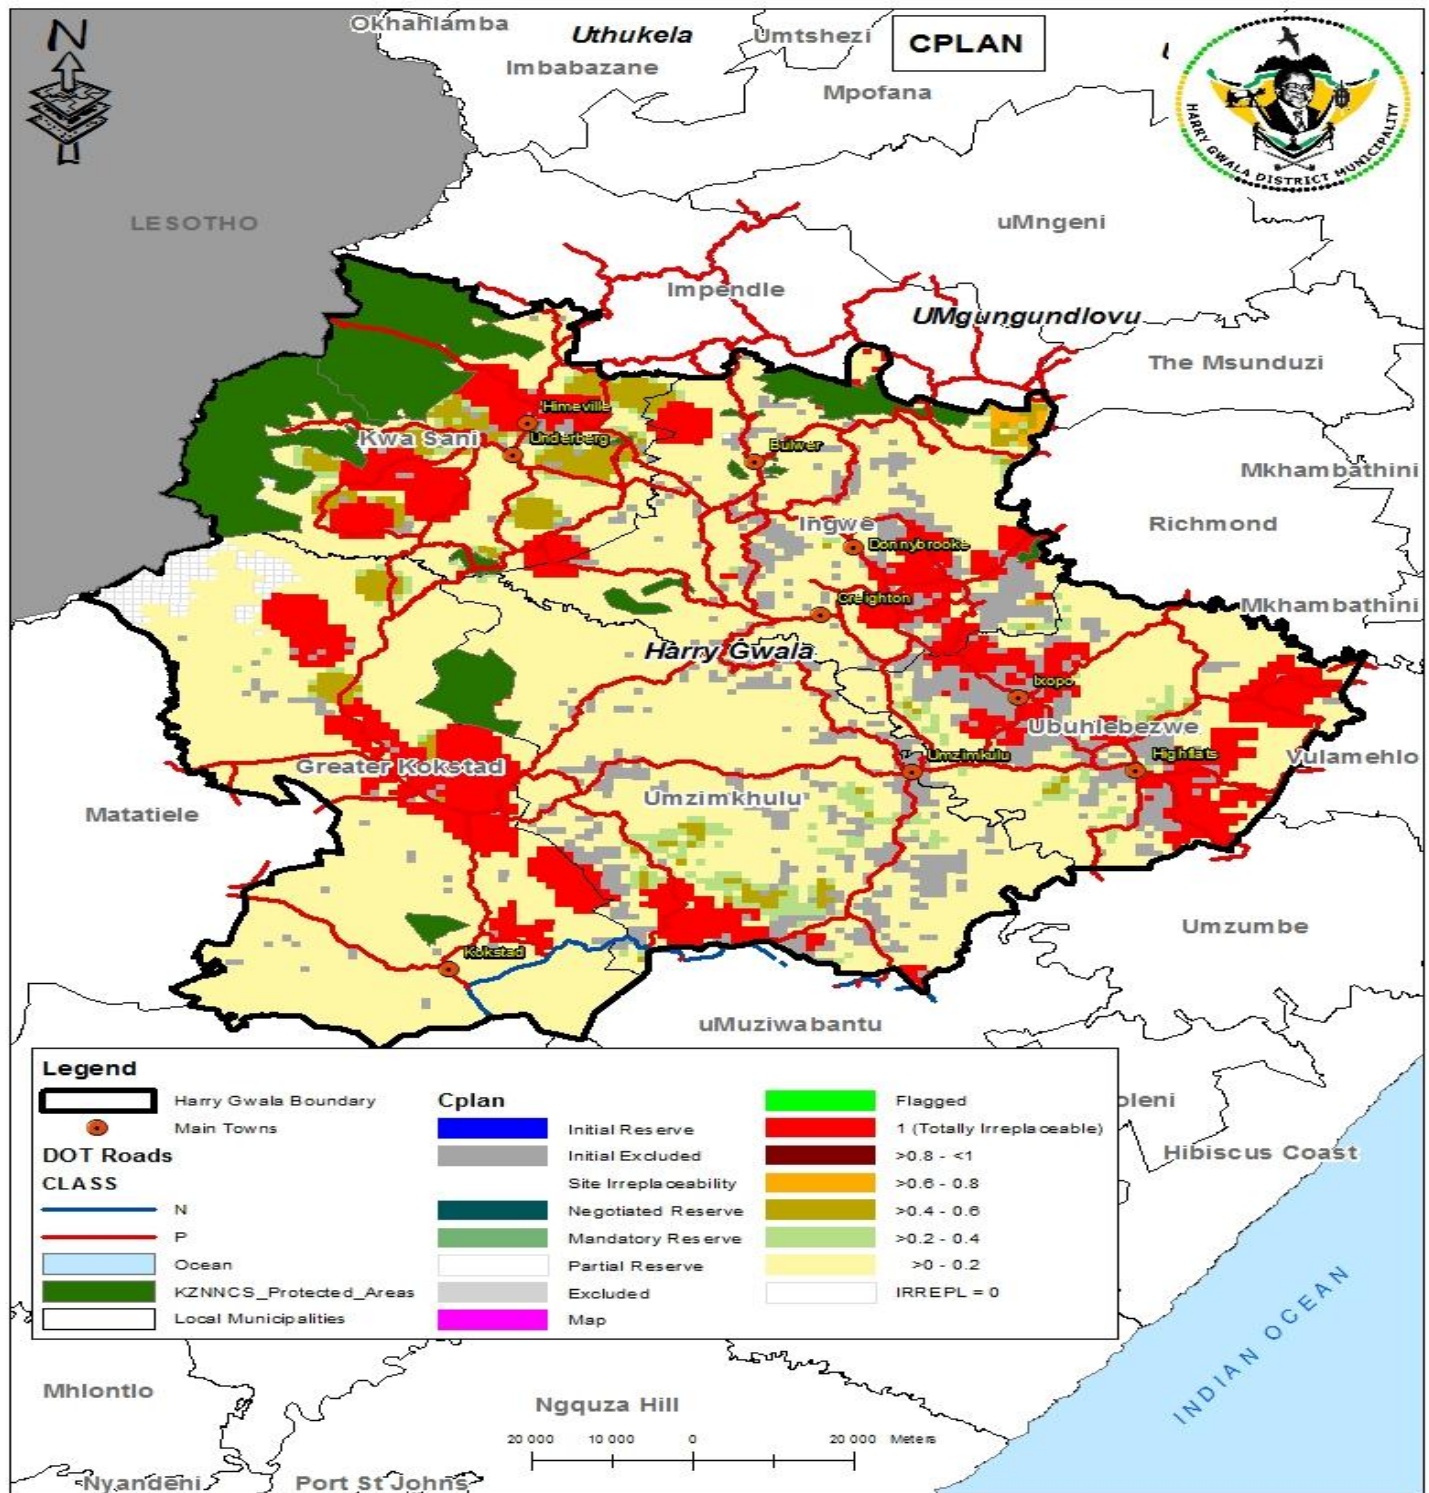 Okhahlamba
Uthukela
Umtshezi
CPLAN
Imbabazane
Mpofana
N
HARRY GWALA DISTRICT MUNICIPALITY
LESOTHO
uMngeni
Impendle
UMgungundlovu
The Msunduzi
Himeville
Kwa Sani
Underberg
Bulwer
Mkhambathini
Ingwe
Richmond
Donnybrooke
Creighton
Mkhambathini
Harry Gwala
Ixopo
Ubuhlebezwe
Greater Kokstad
Umzimkulu
Highflats
Vulamehlo
Umzimkhulu
Matatiele
Umzumbe
Kokstad
uMuziwabantu
Legend
Harry Gwala Boundary
Main Towns
DOT Roads
CLASS
N
P
Ocean
KZNNCS_Protected_Areas
Local Municipalities
Cplan
Initial Reserve
Initial Excluded
Site Irreplaceability
Negotiated Reserve
Mandatory Reserve
Partial Reserve
Excluded
Map
Flagged
1 (Totally Irreplaceable)
>0.8 - <1
>0.6 - 0.8
>0.4 - 0.6
>0.2 - 0.4
>0 - 0.2
IRREPL = 0
oleni
Hibiscus Coast
INDIAN OCEAN
Mhlontlo
Ngquza Hill
20 000 10 000 0 20 000 Meters
Nyandeni
Port St Johns